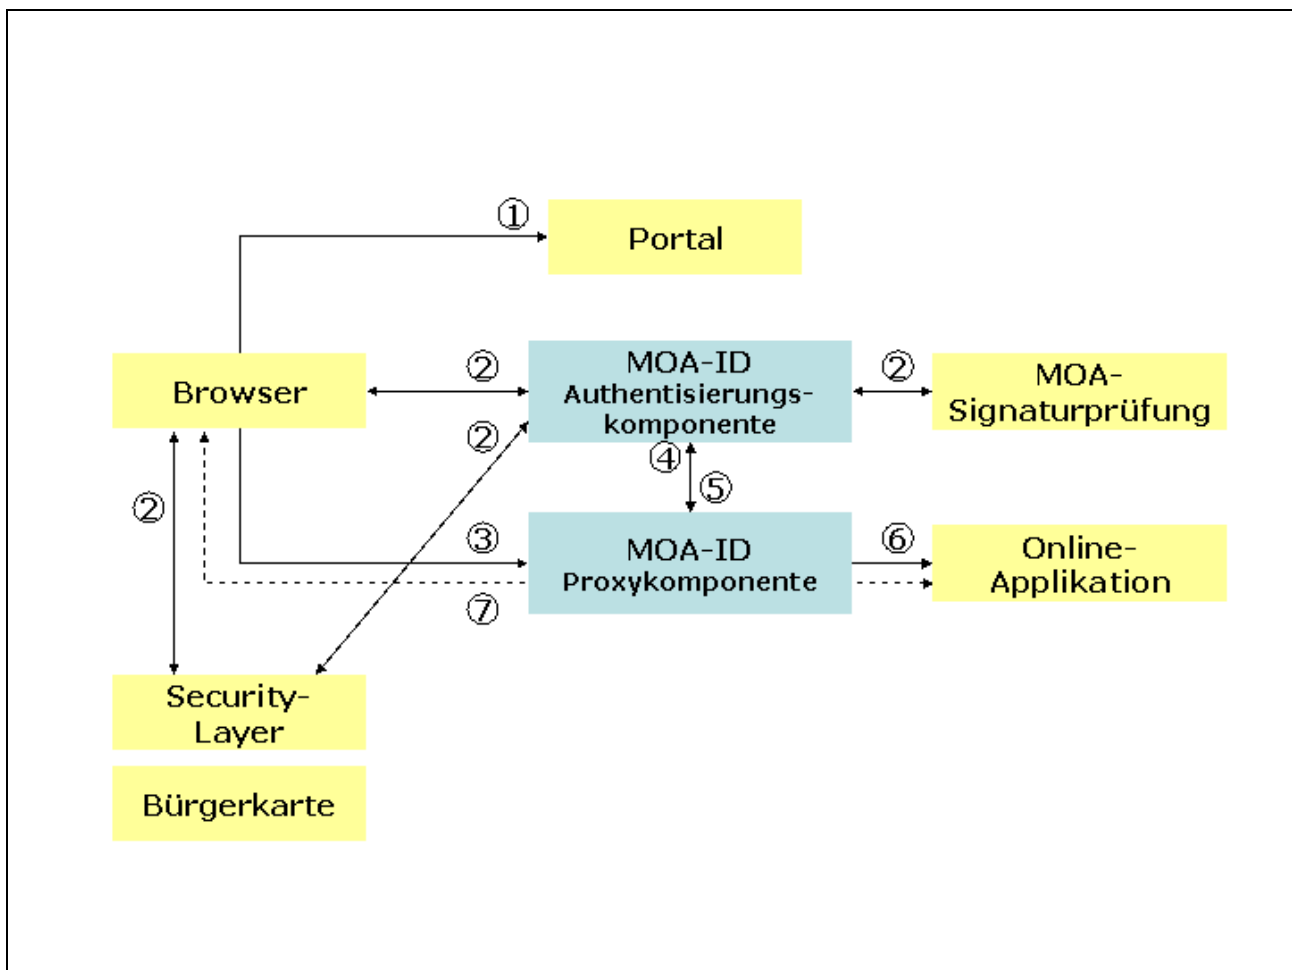 ①
Portal
Browser
②
MOA-ID
Authentisierungs-
komponente
②
MOA-
Signaturprüfung
②
②
④
⑤
③
MOA-ID
Proxykomponente
⑥
Online-
Applikation
⑦
Security-
Layer
Bürgerkarte